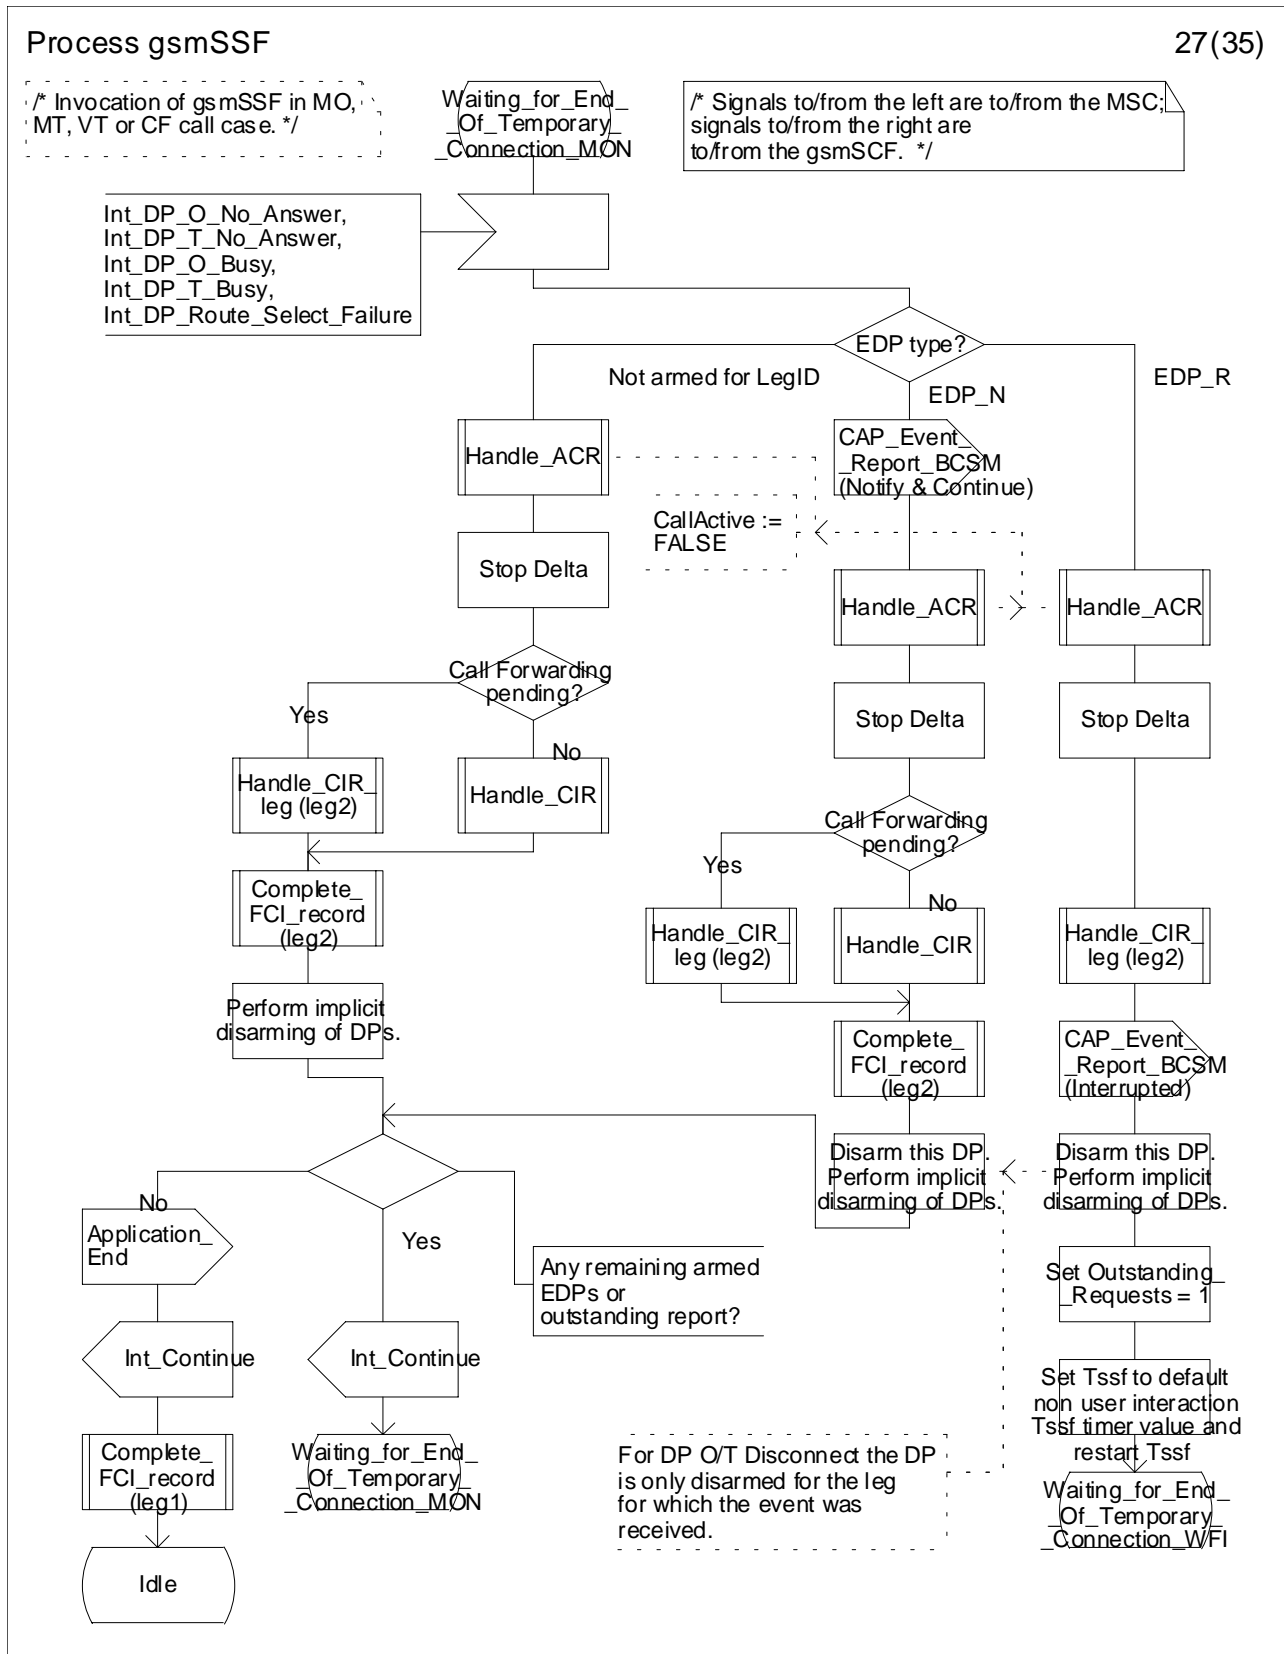 Process gsmSSF
27(35)
/* Invocation of gsmSSF in MO,
MT, VT or CF call case. */
Waiting_for_End_
_Of_Temporary_
_Connection_MON
/* Signals to/from the left are to/from the MSC;
signals to/from the right are
to/from the gsmSCF.  */
Int_DP_O_No_Answer,
Int_DP_T_No_Answer,
Int_DP_O_Busy,
Int_DP_T_Busy,
Int_DP_Route_Select_Failure
EDP type?
Not armed for LegID
EDP_N
EDP_R
Handle_ACR
CAP_Event_
_Report_BCSM
(Notify & Continue)
CallActive :=
FALSE
Stop Delta
Handle_ACR
Handle_ACR
Call Forwarding
pending?
Yes
No
Stop Delta
Stop Delta
Handle_CIR_
leg (leg2)
Handle_CIR
Call Forwarding
pending?
Yes
No
Complete_
FCI_record
(leg2)
Handle_CIR_
leg (leg2)
Handle_CIR
Handle_CIR_
leg (leg2)
Perform implicit
disarming of DPs.
Complete_
FCI_record
(leg2)
CAP_Event_
_Report_BCSM
(Interrupted)
Disarm this DP.
Perform implicit
disarming of DPs.
Disarm this DP.
Perform implicit
disarming of DPs.
No
Yes
Application_
End
Any remaining armed
EDPs or
outstanding report?
Set Outstanding_
_Requests = 1
Int_Continue
Int_Continue
Set Tssf to default
non user interaction
Tssf timer value and
restart Tssf
Complete_
FCI_record
(leg1)
Waiting_for_End_
_Of_Temporary_
_Connection_MON
For DP O/T Disconnect the DP
is only disarmed for the leg
for which the event was
received.
Waiting_for_End_
_Of_Temporary_
_Connection_WFI
Idle